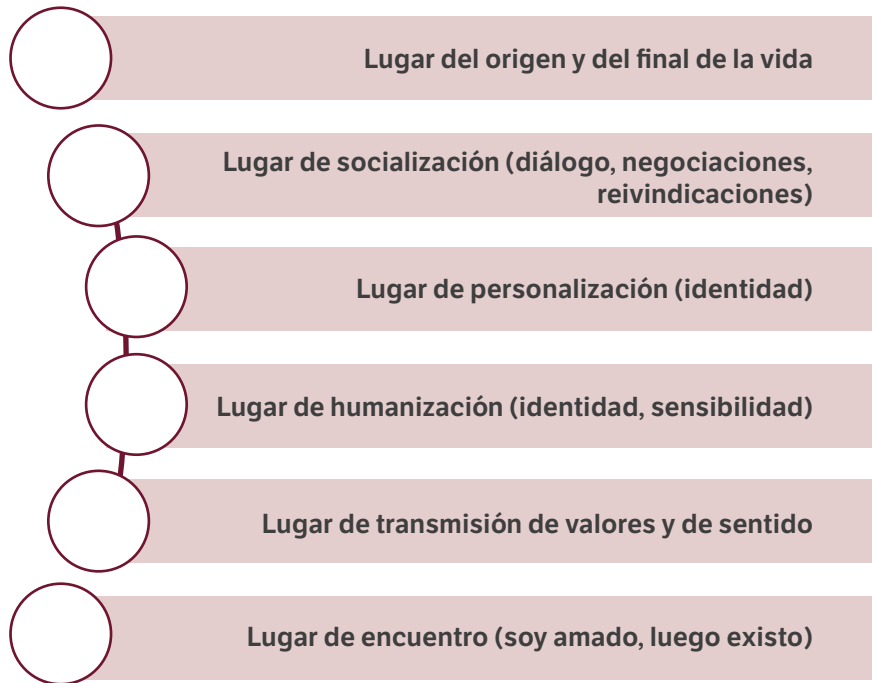 Lugar del origen y del final de la vida
Lugar de socialización (diálogo, negociaciones,
reivindicaciones)
Lugar de personalización (identidad)
Lugar de humanización (identidad, sensibilidad)
Lugar de transmisión de valores y de sentido
Lugar de encuentro (soy amado, luego existo)